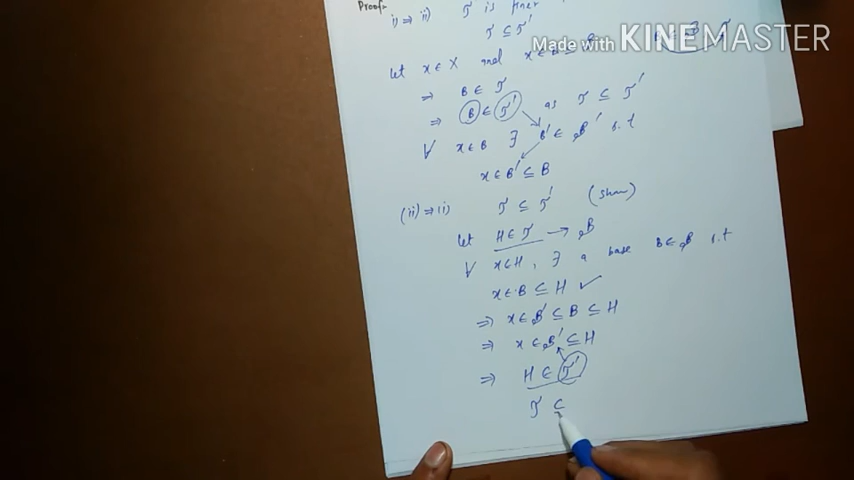 Proof:-
i) ⇒ ii) 𝒯 is finer
𝒯 ⊆ 𝒯'
Made with KINEMASTER
Let x ∈ X and x ∈ B ⊆
⇒ B ∈ 𝒯
⇒ B ∈ 𝒯' as 𝒯 ⊆ 𝒯'
∀ x ∈ B ∃ B' ∈ ℬ' s.t
x ∈ B' ⊆ B
(ii) ⇒ (i) 𝒯 ⊆ 𝒯' (show)
let H ∈ 𝒯 → ℬ
∀ x ∈ H, ∃ a base B ∈ ℬ s.t
x ∈ B ⊆ H ✓
⇒ x ∈ B' ⊆ B ⊆ H
⇒ x ∈ B' ⊆ H
⇒ H ∈ 𝒯'
𝒯 ⊆